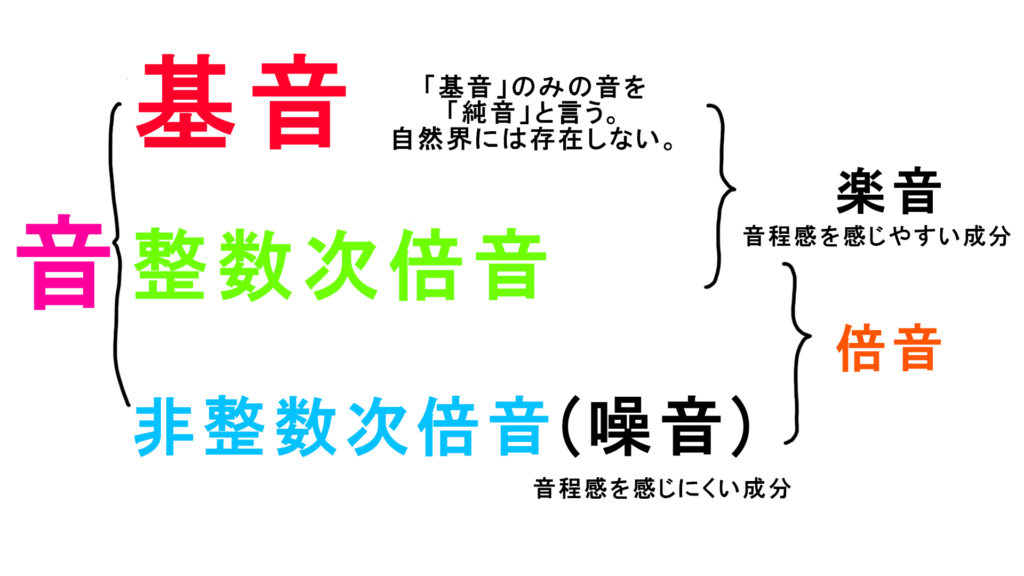 音
基音
「基音」のみの音を
「純音」と言う。
自然界には存在しない。
整数次倍音
非整数次倍音(噪音)
音程感を感じにくい成分
楽音
音程感を感じやすい成分
倍音